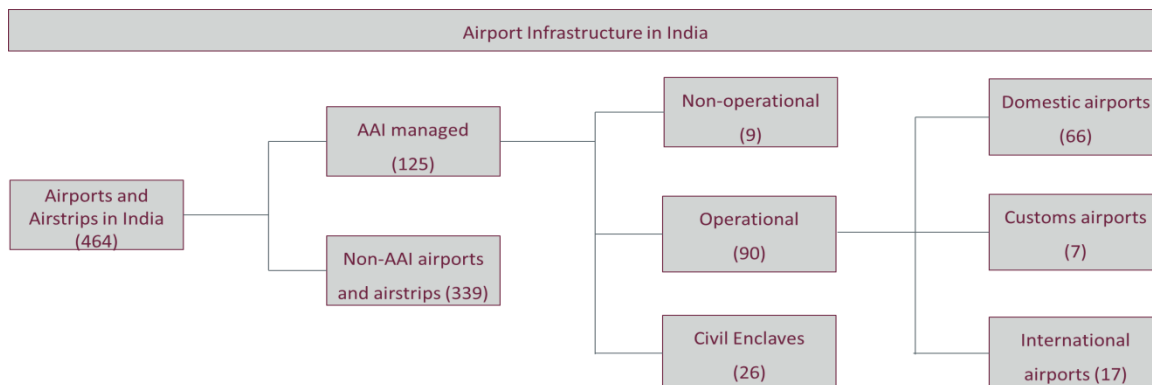 Airport Infrastructure in India
Airports and
Airstrips in India
(464)
AAI managed
(125)
Non-AAI airports
and airstrips (339)
Non-operational
(9)
Operational
(90)
Civil Enclaves
(26)
Domestic airports
(66)
Customs airports
(7)
International
airports (17)